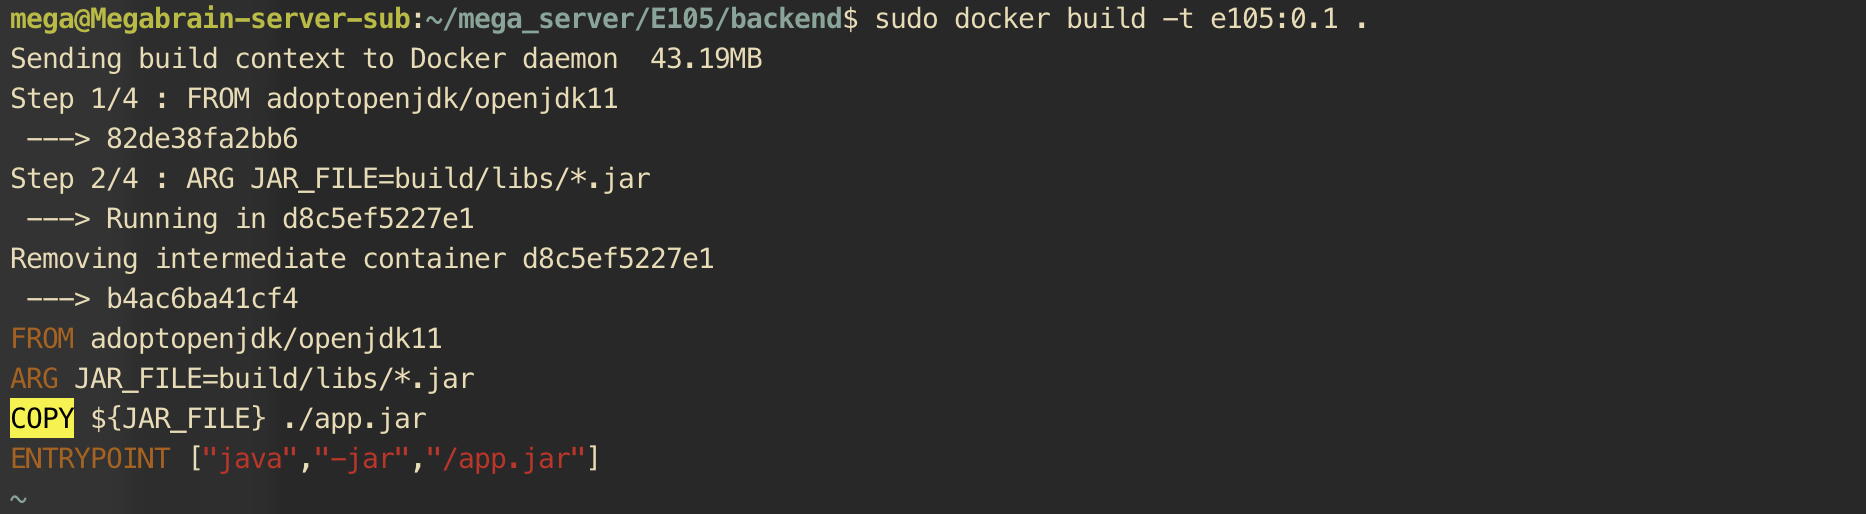 mega@Megabrain-server-sub:~/mega_server/E105/backend$ sudo docker build -t e105:0.1 .
Sending build context to Docker daemon  43.19MB
Step 1/4 : FROM adoptopenjdk/openjdk11
 ---> 82de38fa2bb6
Step 2/4 : ARG JAR_FILE=build/libs/*.jar
 ---> Running in d8c5ef5227e1
Removing intermediate container d8c5ef5227e1
 ---> b4ac6ba41cf4
FROM adoptopenjdk/openjdk11
ARG JAR_FILE=build/libs/*.jar
COPY ${JAR_FILE} ./app.jar
ENTRYPOINT ["java","-jar","/app.jar"]
~